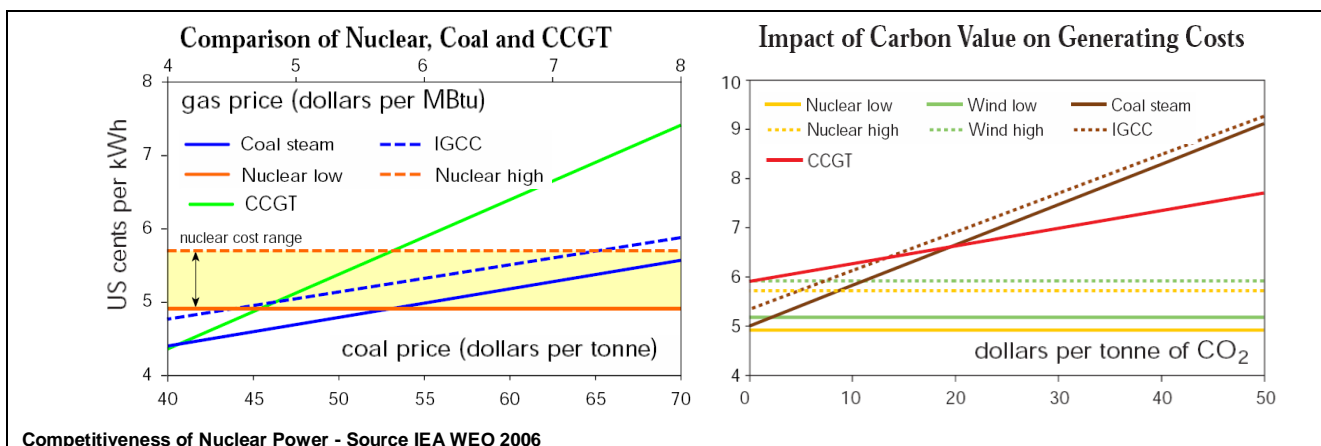 Comparison of Nuclear, Coal and CCGT
4 5 6 7 8
gas price (dollars per MBtu)
Coal steam IGCC
Nuclear low Nuclear high
CCGT
nuclear cost range
US cents per kWh
8
7
6
5
4
coal price (dollars per tonne)
40 45 50 55 60 65 70
Impact of Carbon Value on Generating Costs
10
9
8
7
6
5
4
Nuclear low Wind low Coal steam
Nuclear high Wind high IGCC
CCGT
dollars per tonne of CO2
0 10 20 30 40 50
Competitiveness of Nuclear Power - Source IEA WEO 2006